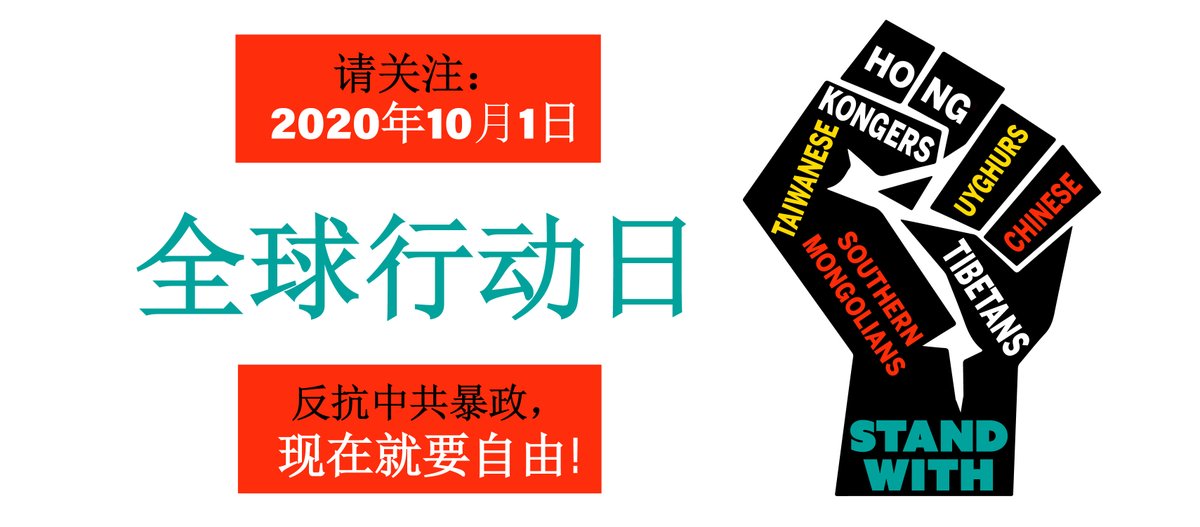 请关注：
2020年10月1日
全球行动日
反抗中共暴政，
现在就要自由!
HONG
KONGERS
TAIWANESE
UYGHURS
CHINESE
SOUTHERN
MONGOLIANS
TIBETANS
STAND
WITH